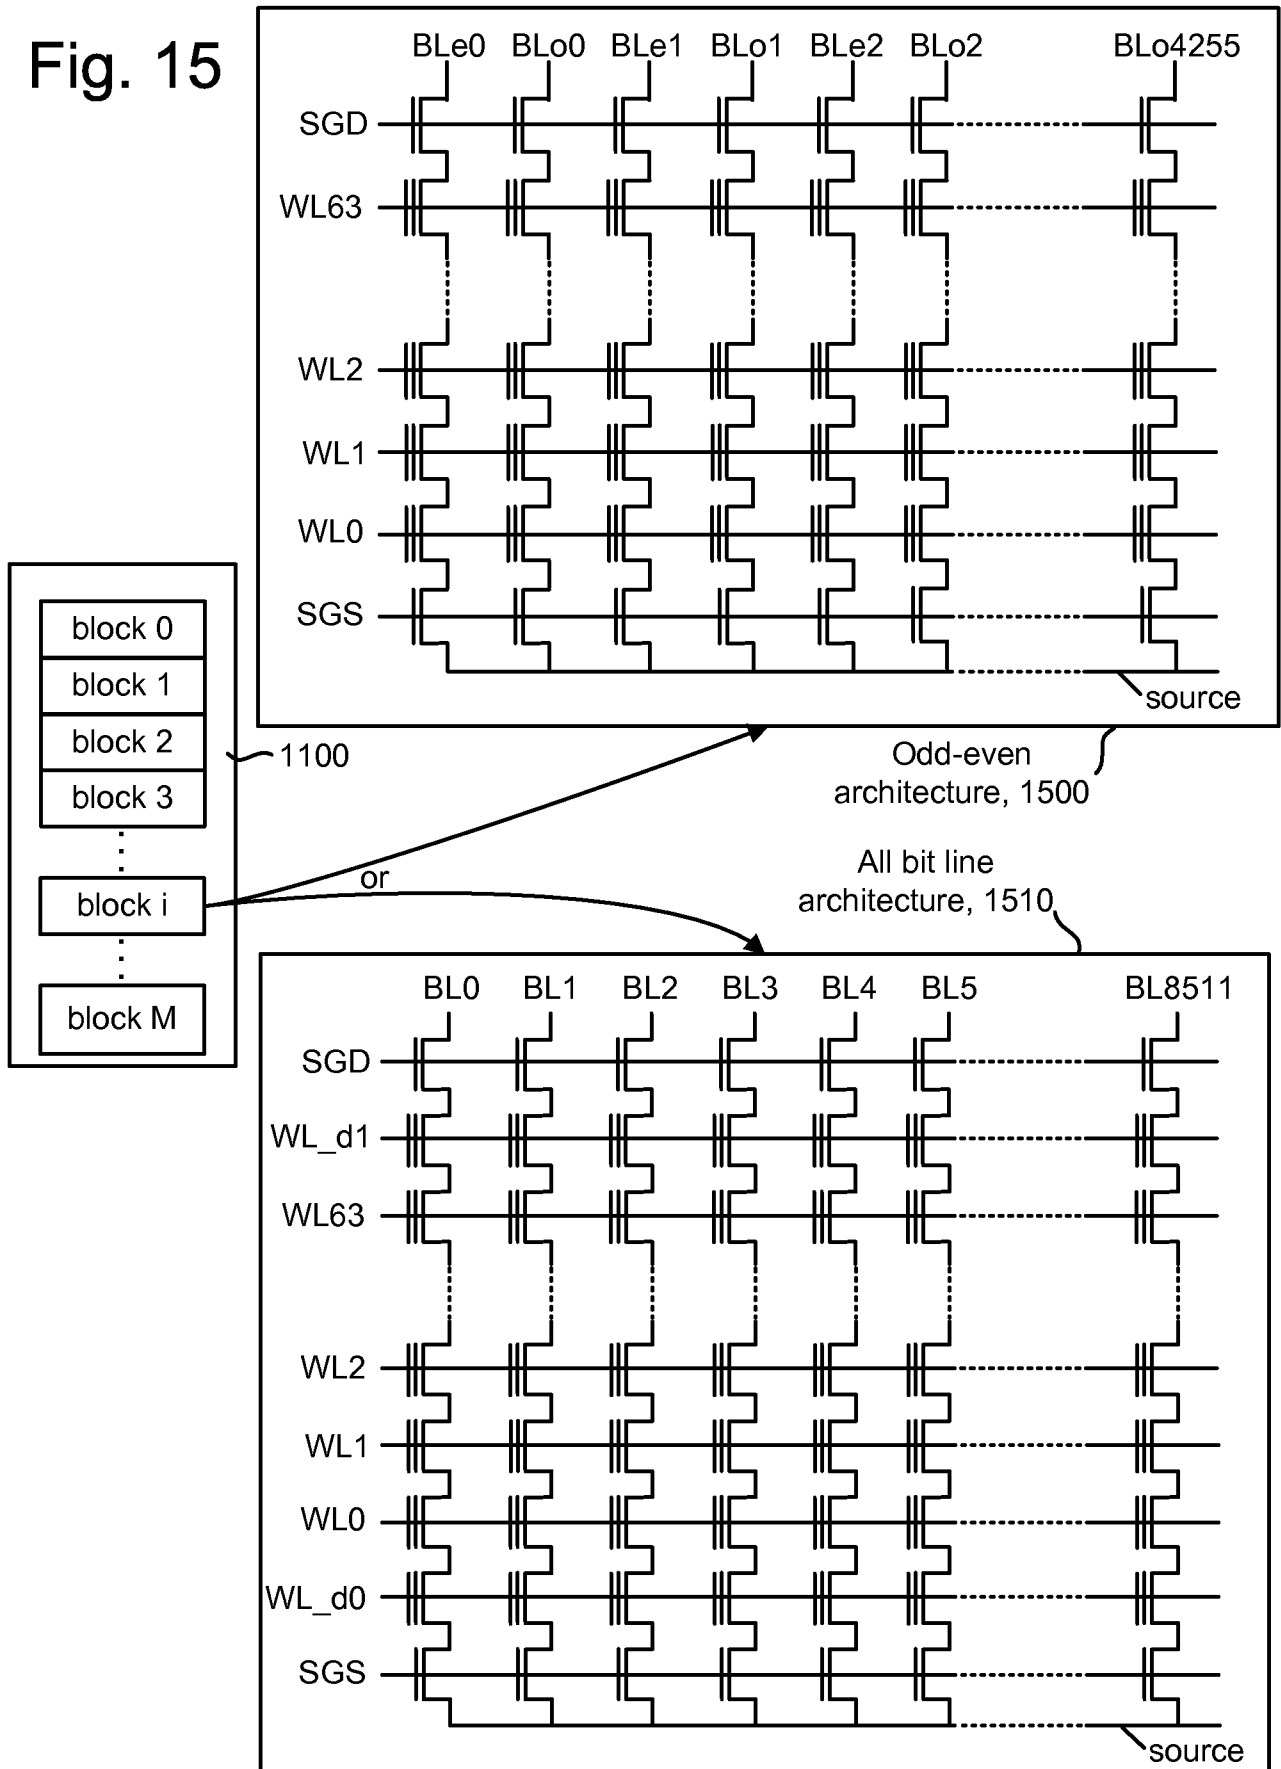 Fig. 15
BLe0 BLo0 BLe1 BLo1 BLe2 BLo2 BLo4255
SGD
WL63
WL2
WL1
WL0
SGS
source
block 0
block 1
block 2
block 3
block i
block M
1100
or
Odd-even
architecture, 1500
All bit line
architecture, 1510
BL0 BL1 BL2 BL3 BL4 BL5 BL8511
SGD
WL_d1
WL63
WL2
WL1
WL0
WL_d0
SGS
source